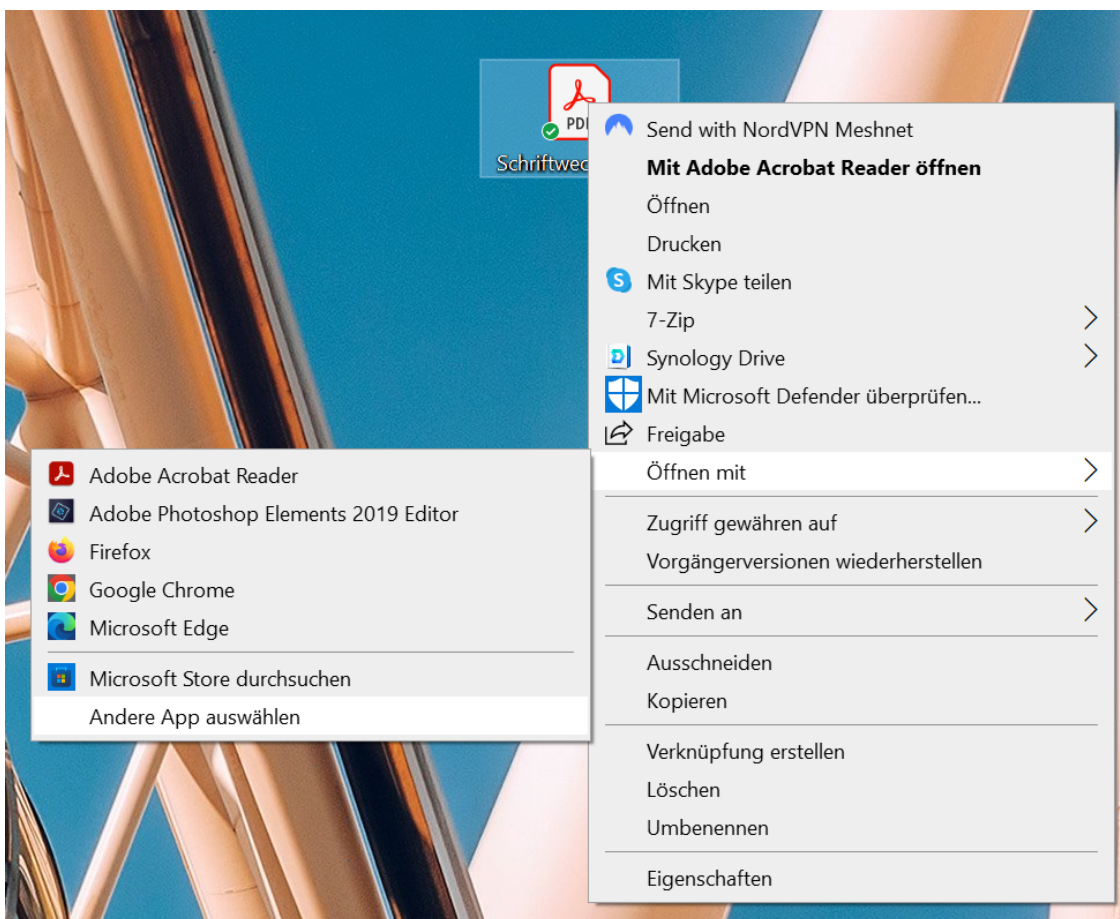 PD
Schriftwec
Send with NordVPN Meshnet
Mit Adobe Acrobat Reader öffnen
Öffnen
Drucken
Mit Skype teilen
7-Zip
Synology Drive
Mit Microsoft Defender überprüfen...
Freigabe
Öffnen mit
Zugriff gewähren auf
Vorgängerversionen wiederherstellen
Senden an
Ausschneiden
Kopieren
Verknüpfung erstellen
Löschen
Umbenennen
Eigenschaften
Adobe Acrobat Reader
Adobe Photoshop Elements 2019 Editor
Firefox
Google Chrome
Microsoft Edge
Microsoft Store durchsuchen
Andere App auswählen